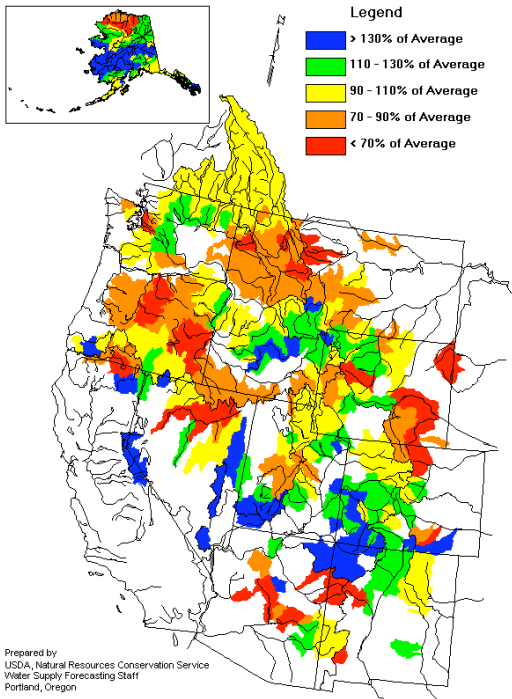 Legend
> 130% of Average
110 - 130% of Average
90 - 110% of Average
70 - 90% of Average
< 70% of Average
N
Prepared by
USDA, Natural Resources Conservation Service
Water Supply Forecasting Staff
Portland, Oregon